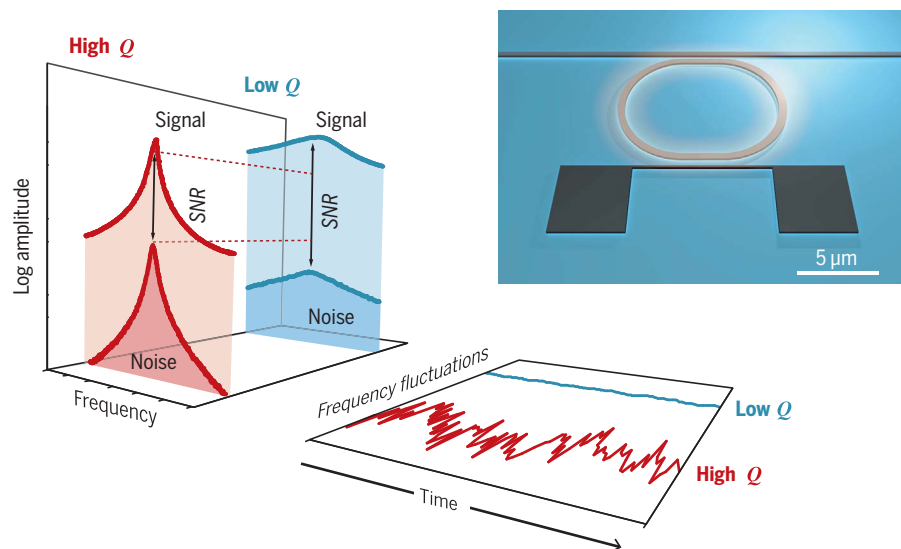 High Q
Low Q
Signal
Signal
SNR
SNR
Log amplitude
Noise
Noise
Frequency
5 μm
Frequency fluctuations
Low Q
High Q
Time